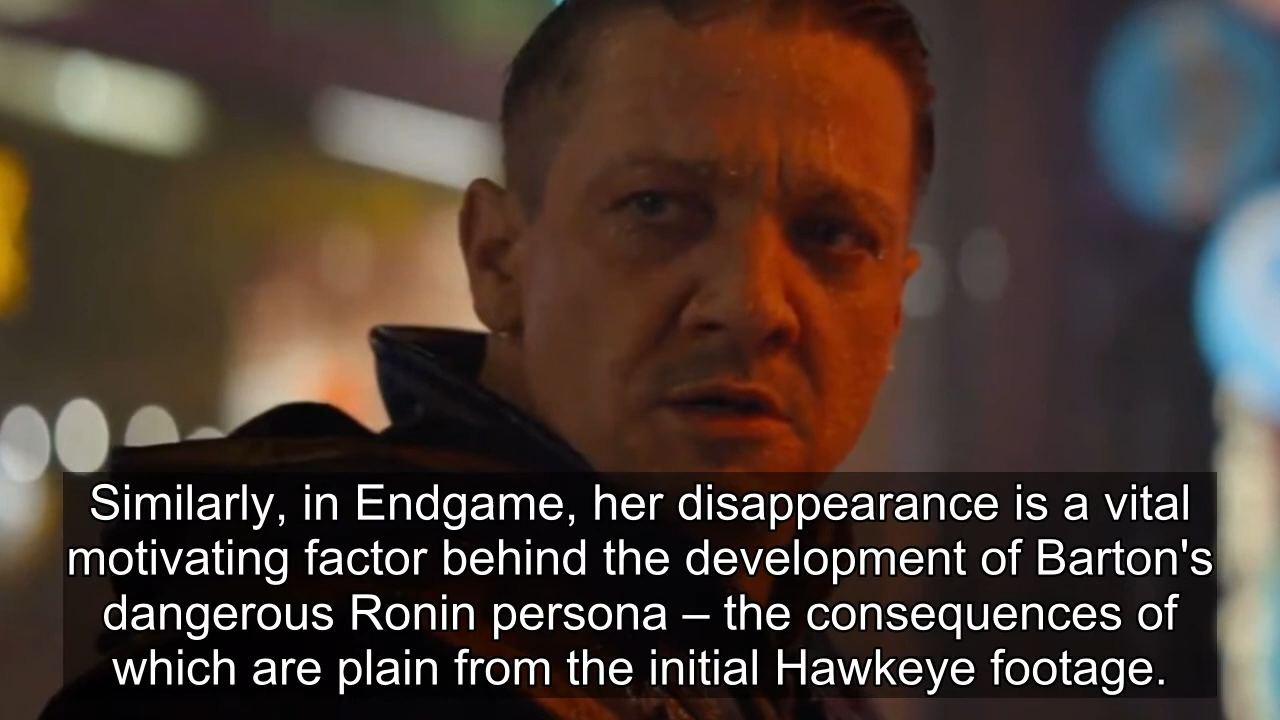 Similarly, in Endgame, her disappearance is a vital
motivating factor behind the development of Barton's
dangerous Ronin persona – the consequences of
which are plain from the initial Hawkeye footage.